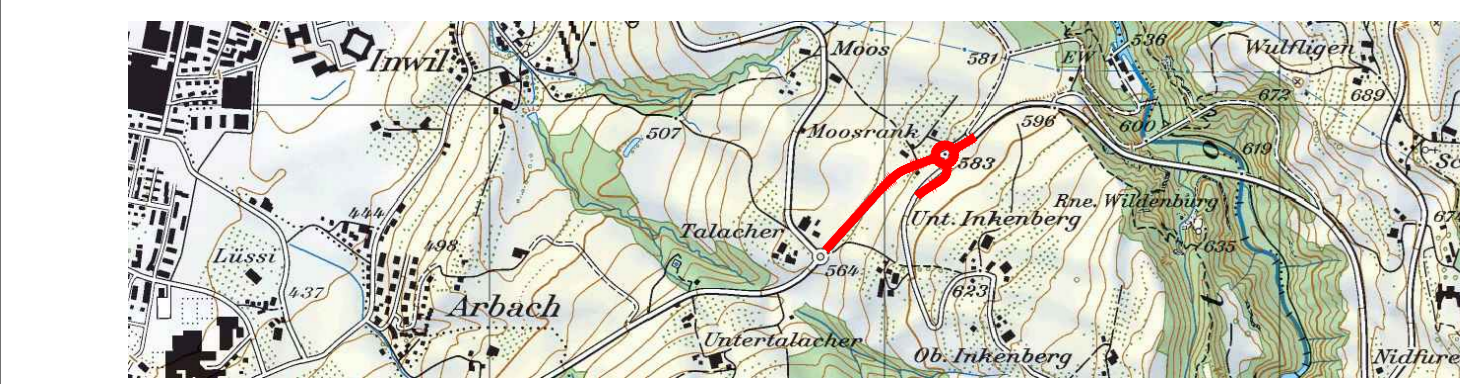 Moos
536
Wulfligen
Inwil
581
EW
672
689
507
Moosrank
596
600
583
619
Rne. Wildenburg
444
Unt. Inkenberg
Talacher
498
635
Lüssi
564
437
623
Arbach
Untertalacher
Ob. Inkenberg